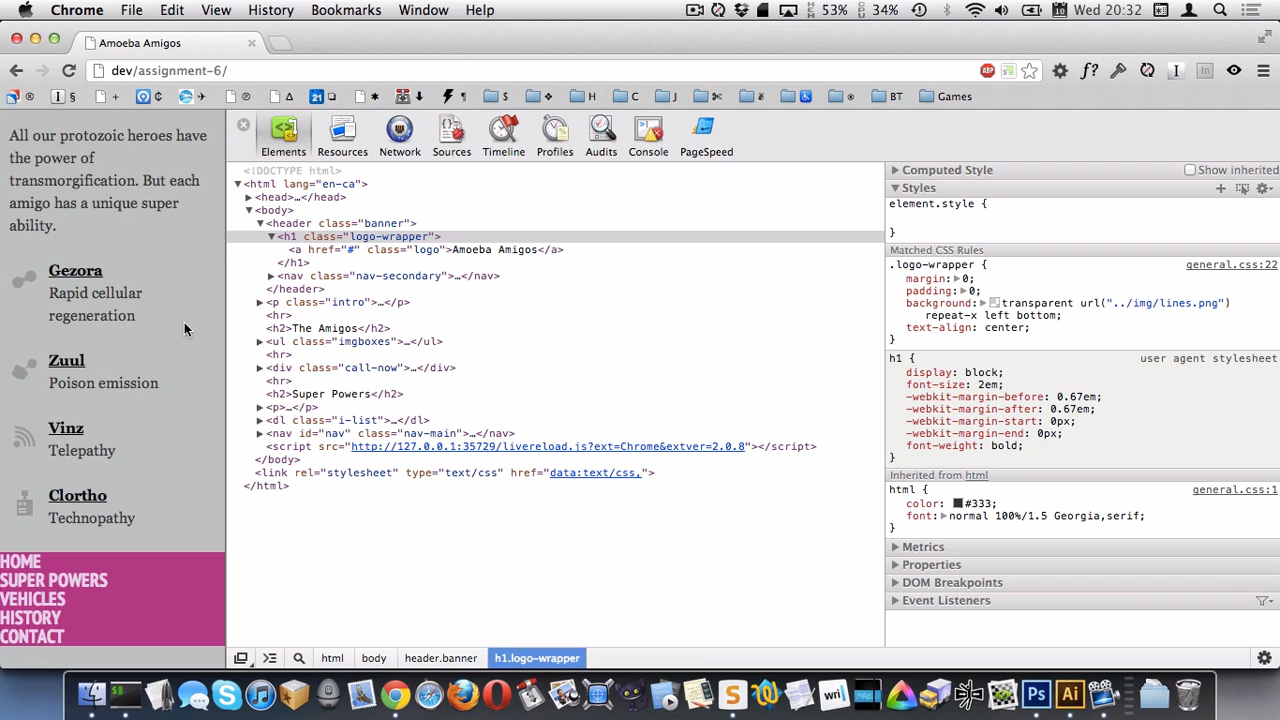 Chrome File Edit View History Bookmarks Window Help 53% 34% Wed 20:32
Amoeba Amigos
dev/assignment-6/
ABP f?
§ + ¢ Δ 21 ¶ $ H C J BT Games
All our protozoic heroes have
the power of
transmorgification. But each
amigo has a unique super
ability.
Gezora
Rapid cellular
regeneration
Zuul
Poison emission
Vinz
Telepathy
Clortho
Technopathy
HOME
SUPER POWERS
VEHICLES
HISTORY
CONTACT
Elements Resources Network Sources Timeline Profiles Audits Console PageSpeed
<!DOCTYPE html>
<html lang="en-ca">
<head>…</head>
<body>
<header class="banner">
<h1 class="logo-wrapper">
<a href="#" class="logo">Amoeba Amigos</a>
</h1>
<nav class="nav-secondary">…</nav>
</header>
<p class="intro">…</p>
<hr>
<h2>The Amigos</h2>
<ul class="imgboxes">…</ul>
<hr>
<div class="call-now">…</div>
<hr>
<h2>Super Powers</h2>
<p>…</p>
<dl class="i-list">…</dl>
<nav id="nav" class="nav-main">…</nav>
<script src="http://127.0.0.1:35729/livereload.js?ext=Chrome&extver=2.0.8"></script>
</body>
<link rel="stylesheet" type="text/css" href="data:text/css,">
</html>
Computed Style Show inherited
Styles
element.style {
}
Matched CSS Rules
.logo-wrapper { general.css:22
margin: 0;
padding: 0;
background: transparent url("../img/lines.png")
repeat-x left bottom;
text-align: center;
}
h1 { user agent stylesheet
display: block;
font-size: 2em;
-webkit-margin-before: 0.67em;
-webkit-margin-after: 0.67em;
-webkit-margin-start: 0px;
-webkit-margin-end: 0px;
font-weight: bold;
}
Inherited from html
html { general.css:1
color: #333;
font: normal 100%/1.5 Georgia,serif;
}
Metrics
Properties
DOM Breakpoints
Event Listeners
html body header.banner h1.logo-wrapper
wri Ps Ai